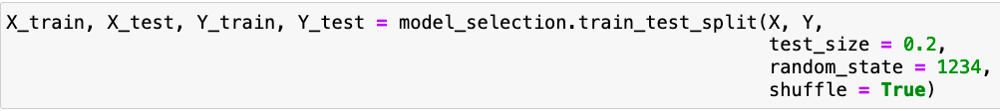 X_train, X_test, Y_train, Y_test = model_selection.train_test_split(X, Y,
test_size = 0.2,
random_state = 1234,
shuffle = True)